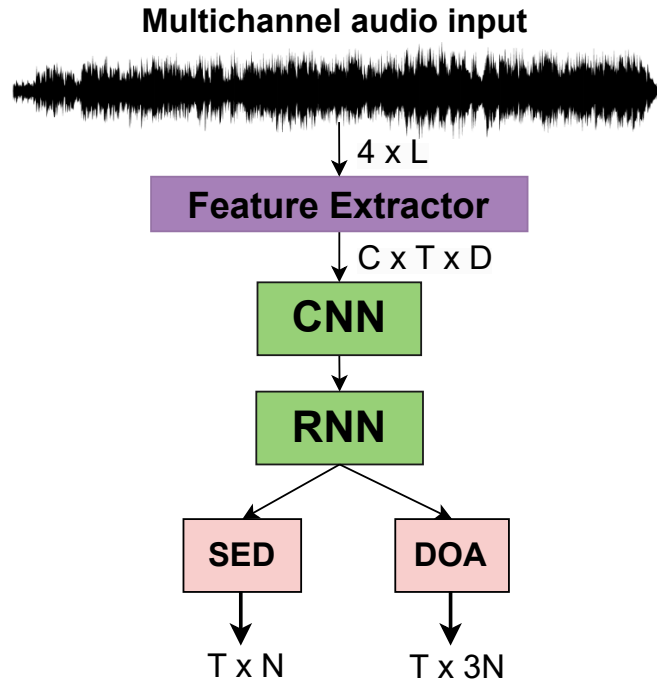 Multichannel audio input
4 x L
Feature Extractor
C x T x D
CNN
RNN
SED
DOA
T x N
T x 3N